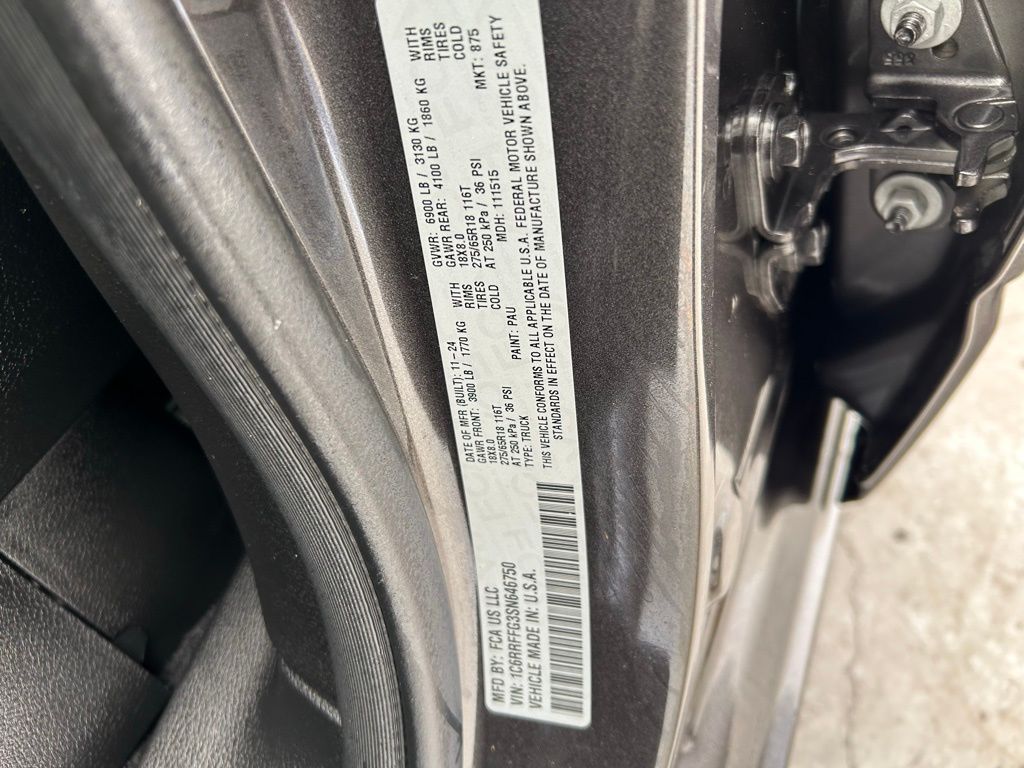 MFD BY: FCA US LLC
VIN: 1C6RRFFG3SN646750
VEHICLE MADE IN: U.S.A.
DATE OF MFR (BUILT): 11-24
GAWR FRONT: 3900 LB / 1770 KG WITH
18X8.0 RIMS
275/65R18 116T TIRES
AT 250 kPa / 36 PSI COLD
GVWR: 6900 LB / 3130 KG
GAWR REAR: 4100 LB / 1860 KG WITH
18X8.0 RIMS
275/65R18 116T TIRES
AT 250 kPa / 36 PSI COLD
TYPE: TRUCK PAINT: PAU MDH: 111515 MKT: 875
THIS VEHICLE CONFORMS TO ALL APPLICABLE U.S.A. FEDERAL MOTOR VEHICLE SAFETY
STANDARDS IN EFFECT ON THE DATE OF MANUFACTURE SHOWN ABOVE.